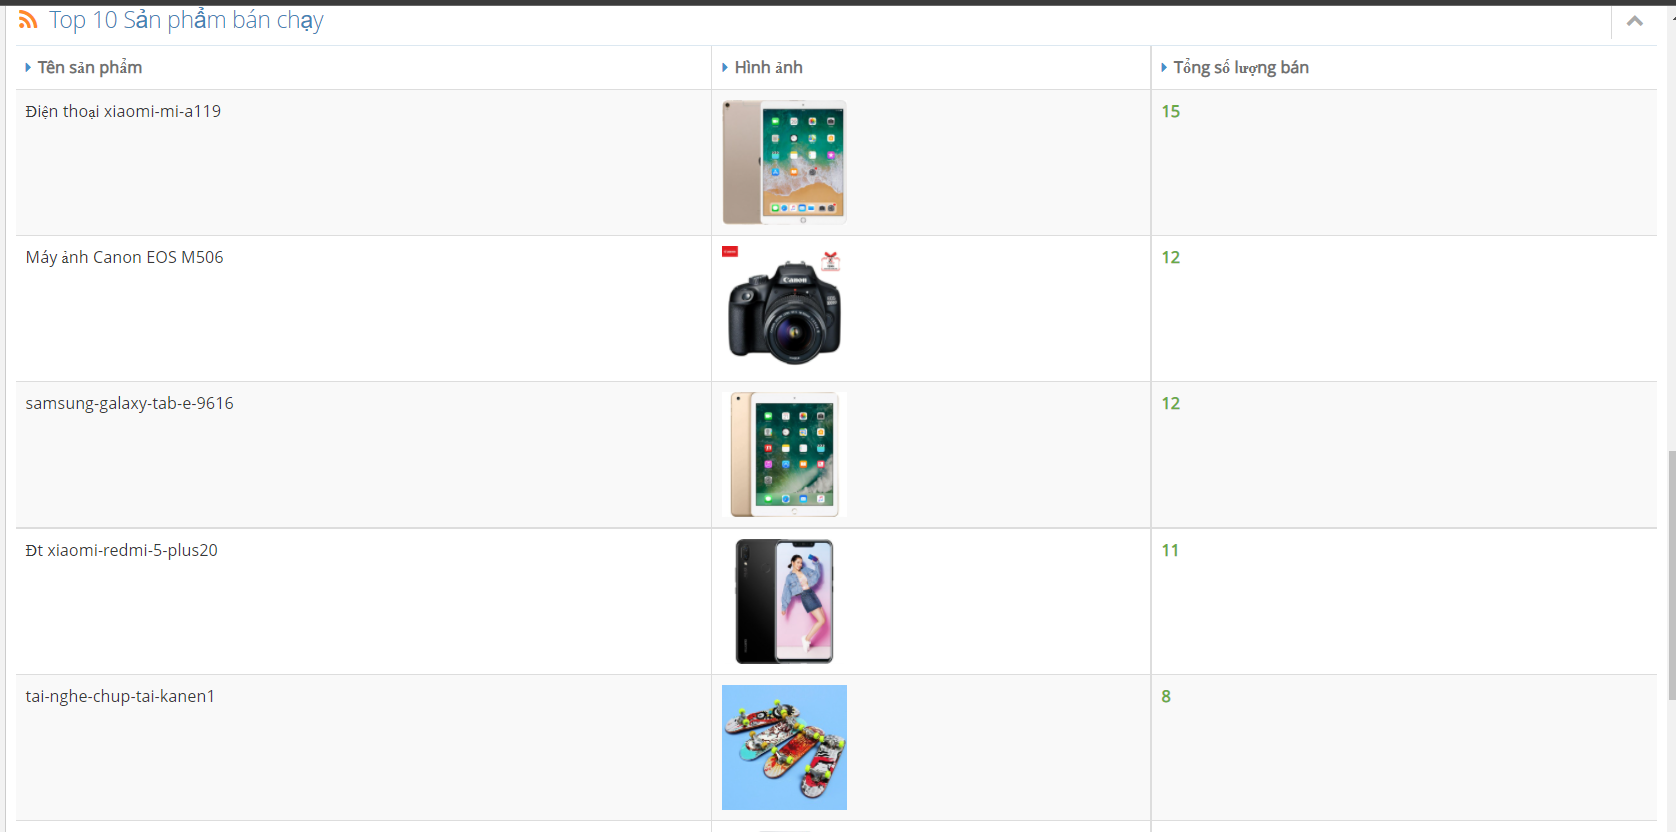 Top 10 Sản phẩm bán chạy
Tên sản phẩm
Hình ảnh
Tổng số lượng bán
Điện thoại xiaomi-mi-a119
15
Máy ảnh Canon EOS M506
Canon
12
samsung-galaxy-tab-e-9616
12
Đt xiaomi-redmi-5-plus20
11
tai-nghe-chup-tai-kanen1
8